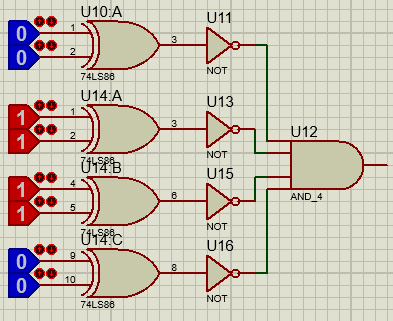 U10:A
U11
0
1
3
0
2
74LS86
NOT
U14:A
U13
1
1
3
U12
1
2
74LS86
NOT
U14:B
U15
1
4
6
AND_4
1
5
74LS86
NOT
U14:C
U16
0
9
8
0
10
74LS86
NOT